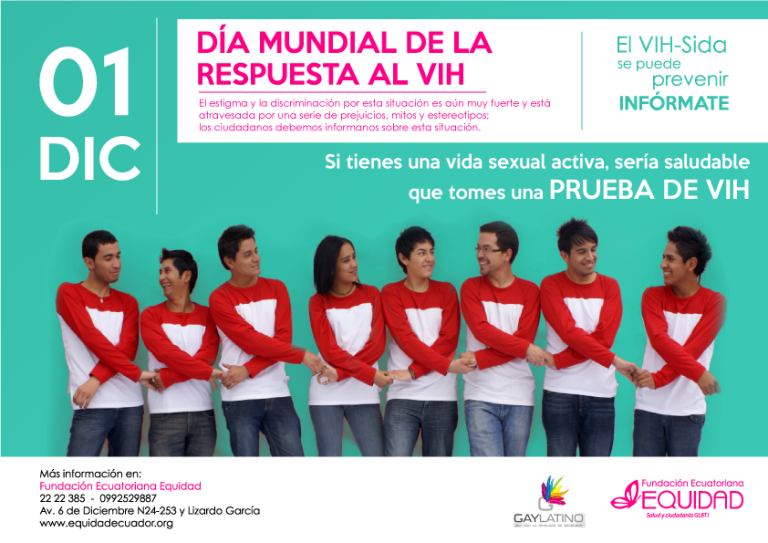 01
DIC
DÍA MUNDIAL DE LA
RESPUESTA AL VIH
El estigma y la discriminación por esta situación es aún muy fuerte y está
atravesada por una serie de prejuicios, mitos y estereotipos;
los ciudadanos debemos informanos sobre esta situación.
El VIH-Sida
se puede
prevenir
INFÓRMATE
Si tienes una vida sexual activa, sería saludable
que tomes una PRUEBA DE VIH
Más información en:
Fundación Ecuatoriana Equidad
22 22 385 - 0992529887
Av. 6 de Diciembre N24-253 y Lizardo García
www.equidadecuador.org
GAYLATINO
Fundación Ecuatoriana
EQUIDAD
Salud y ciudadanía GLBTI